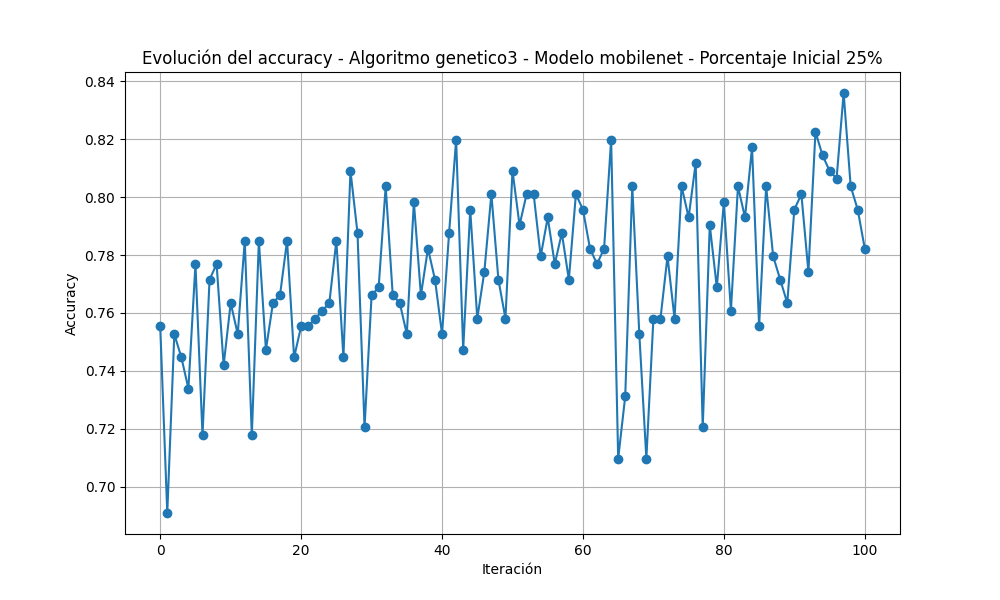 Evolución del accuracy - Algoritmo genetico3 - Modelo mobilenet - Porcentaje Inicial 25%
0.84
0.82
0.80
0.78
0.76
0.74
0.72
0.70
Accuracy
0 20 40 60 80 100
Iteración